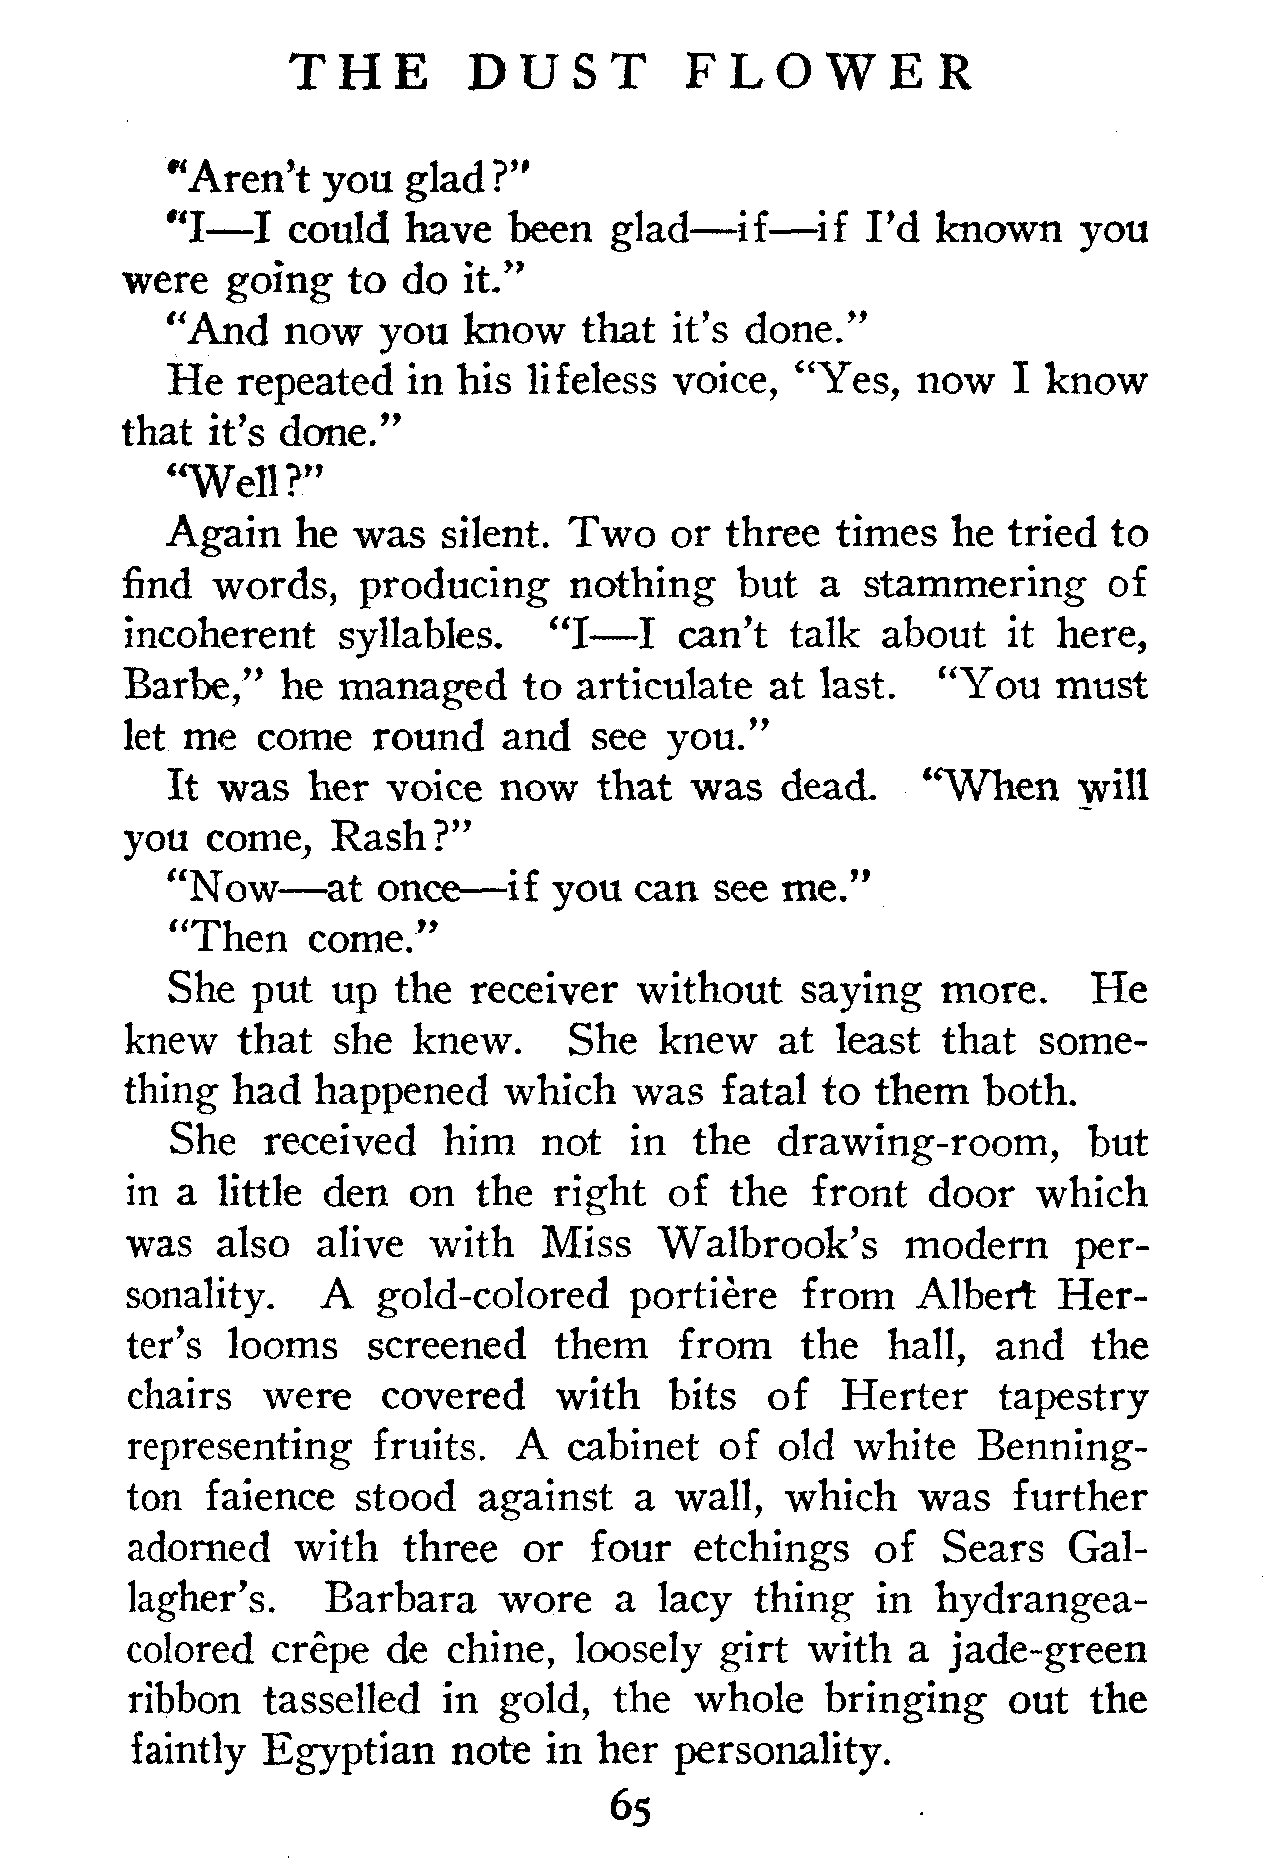 THE DUST FLOWER
"Aren't you glad?"
"I—I could have been glad—if—if I'd known you
were going to do it."
"And now you know that it's done."
He repeated in his lifeless voice, "Yes, now I know
that it's done."
"Well?"
Again he was silent. Two or three times he tried to
find words, producing nothing but a stammering of
incoherent syllables. "I—I can't talk about it here,
Barbe," he managed to articulate at last. "You must
let me come round and see you."
It was her voice now that was dead. "When will
you come, Rash?"
"Now—at once—if you can see me."
"Then come."
She put up the receiver without saying more. He
knew that she knew. She knew at least that some-
thing had happened which was fatal to them both.
She received him not in the drawing-room, but
in a little den on the right of the front door which
was also alive with Miss Walbrook's modern per-
sonality. A gold-colored portière from Albert Her-
ter's looms screened them from the hall, and the
chairs were covered with bits of Herter tapestry
representing fruits. A cabinet of old white Benning-
ton faience stood against a wall, which was further
adorned with three or four etchings of Sears Gal-
lagher's. Barbara wore a lacy thing in hydrangea-
colored crêpe de chine, loosely girt with a jade-green
ribbon tasselled in gold, the whole bringing out the
faintly Egyptian note in her personality.
65